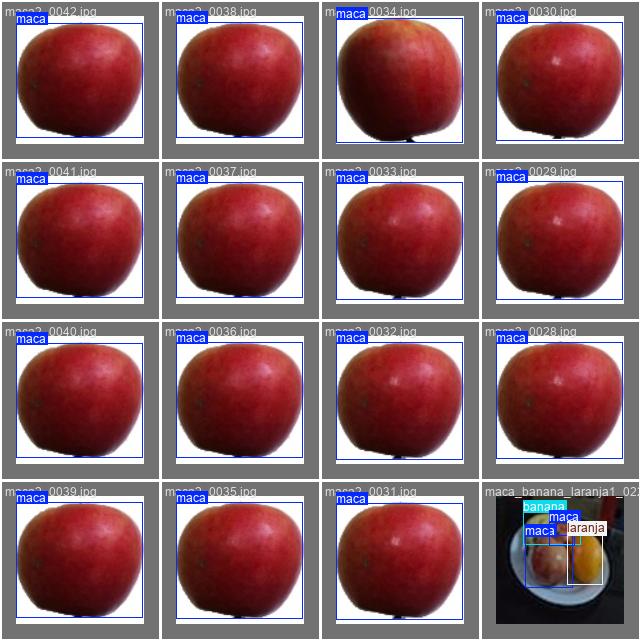 maca2_0042.jpg
maca
maca2_0038.jpg
maca
maca2_0034.jpg
maca
maca2_0030.jpg
maca
maca2_0041.jpg
maca
maca2_0037.jpg
maca
maca2_0033.jpg
maca
maca2_0029.jpg
maca
maca2_0040.jpg
maca
maca2_0036.jpg
maca
maca2_0032.jpg
maca
maca2_0028.jpg
maca
maca2_0039.jpg
maca
maca2_0035.jpg
maca
maca2_0031.jpg
maca
maca_banana_laranja1_02
banana
maca
maca
laranja